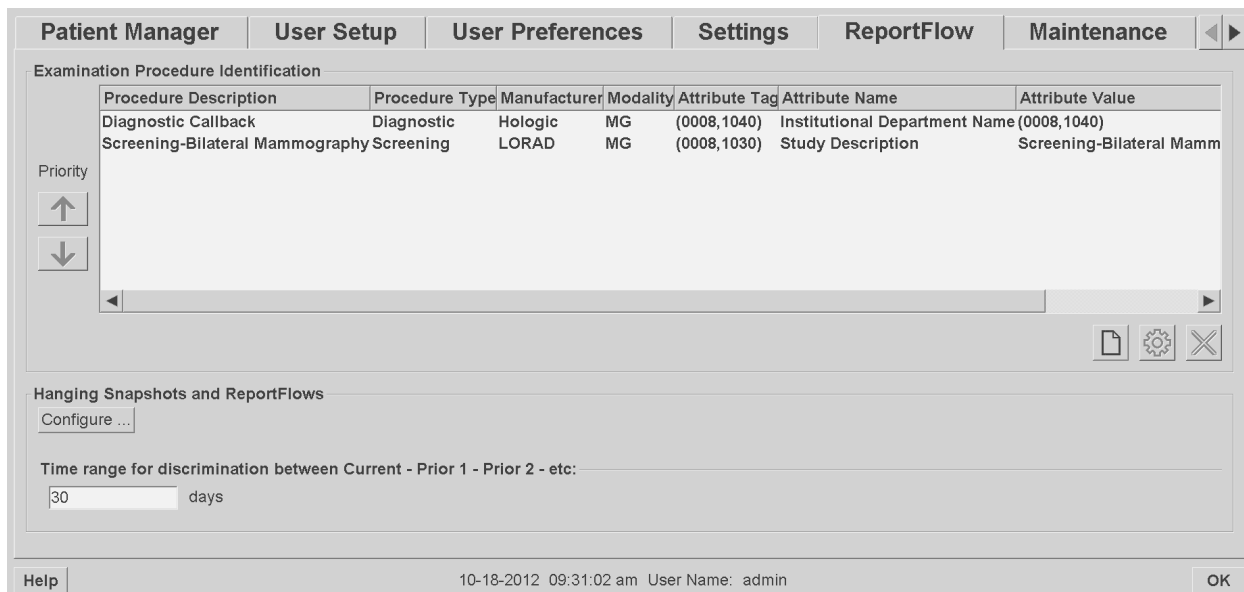 Patient Manager User Setup User Preferences Settings ReportFlow Maintenance
Examination Procedure Identification
Procedure Description Procedure Type Manufacturer Modality Attribute Tag Attribute Name Attribute Value
Diagnostic Callback Diagnostic Hologic MG (0008,1040) Institutional Department Name (0008,1040)
Screening-Bilateral Mammography Screening LORAD MG (0008,1030) Study Description Screening-Bilateral Mamm
Priority
Hanging Snapshots and ReportFlows
Configure ...
Time range for discrimination between Current - Prior 1 - Prior 2 - etc:
30 days
Help 10-18-2012 09:31:02 am User Name: admin OK